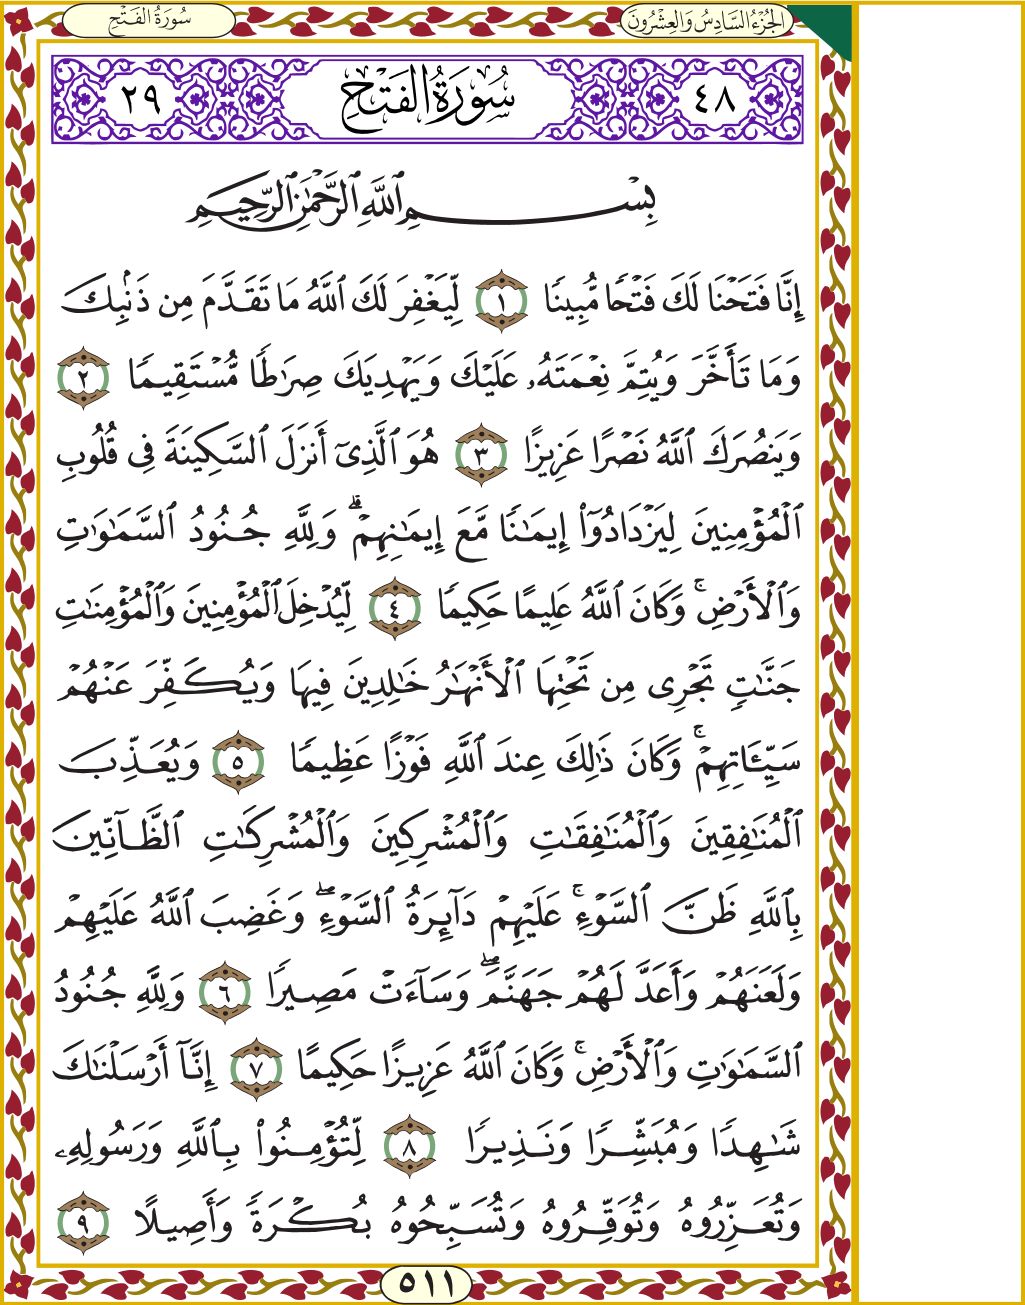 الجُزْءُ السَّادِسُ وَالعِشْرُونَ
سُورَةُ الفَتْحِ
٤٨ سُورَةُ الفَتْحِ ٢٩
بِسْمِ ٱللَّهِ ٱلرَّحْمَٰنِ ٱلرَّحِيمِ
إِنَّا فَتَحْنَا لَكَ فَتْحًا مُّبِينًا ١ لِّيَغْفِرَ لَكَ ٱللَّهُ مَا تَقَدَّمَ مِن ذَنۢبِكَ
وَمَا تَأَخَّرَ وَيُتِمَّ نِعْمَتَهُۥ عَلَيْكَ وَيَهْدِيَكَ صِرَٰطًا مُّسْتَقِيمًا ٢
وَيَنصُرَكَ ٱللَّهُ نَصْرًا عَزِيزًا ٣ هُوَ ٱلَّذِىٓ أَنزَلَ ٱلسَّكِينَةَ فِى قُلُوبِ
ٱلْمُؤْمِنِينَ لِيَزْدَادُوٓا۟ إِيمَٰنًا مَّعَ إِيمَٰنِهِمْ ۗ وَلِلَّهِ جُنُودُ ٱلسَّمَٰوَٰتِ
وَٱلْأَرْضِ ۚ وَكَانَ ٱللَّهُ عَلِيمًا حَكِيمًا ٤ لِّيُدْخِلَ ٱلْمُؤْمِنِينَ وَٱلْمُؤْمِنَٰتِ
جَنَّٰتٍ تَجْرِى مِن تَحْتِهَا ٱلْأَنْهَٰرُ خَٰلِدِينَ فِيهَا وَيُكَفِّرَ عَنْهُمْ
سَيِّـَٔاتِهِمْ ۚ وَكَانَ ذَٰلِكَ عِندَ ٱللَّهِ فَوْزًا عَظِيمًا ٥ وَيُعَذِّبَ
ٱلْمُنَٰفِقِينَ وَٱلْمُنَٰفِقَٰتِ وَٱلْمُشْرِكِينَ وَٱلْمُشْرِكَٰتِ ٱلظَّآنِّينَ
بِٱللَّهِ ظَنَّ ٱلسَّوْءِ ۚ عَلَيْهِمْ دَآئِرَةُ ٱلسَّوْءِ ۖ وَغَضِبَ ٱللَّهُ عَلَيْهِمْ
وَلَعَنَهُمْ وَأَعَدَّ لَهُمْ جَهَنَّمَ ۖ وَسَآءَتْ مَصِيرًا ٦ وَلِلَّهِ جُنُودُ
ٱلسَّمَٰوَٰتِ وَٱلْأَرْضِ ۚ وَكَانَ ٱللَّهُ عَزِيزًا حَكِيمًا ٧ إِنَّآ أَرْسَلْنَٰكَ
شَٰهِدًا وَمُبَشِّرًا وَنَذِيرًا ٨ لِّتُؤْمِنُوا۟ بِٱللَّهِ وَرَسُولِهِۦ
وَتُعَزِّرُوهُ وَتُوَقِّرُوهُ وَتُسَبِّحُوهُ بُكْرَةً وَأَصِيلًا ٩
٥١١